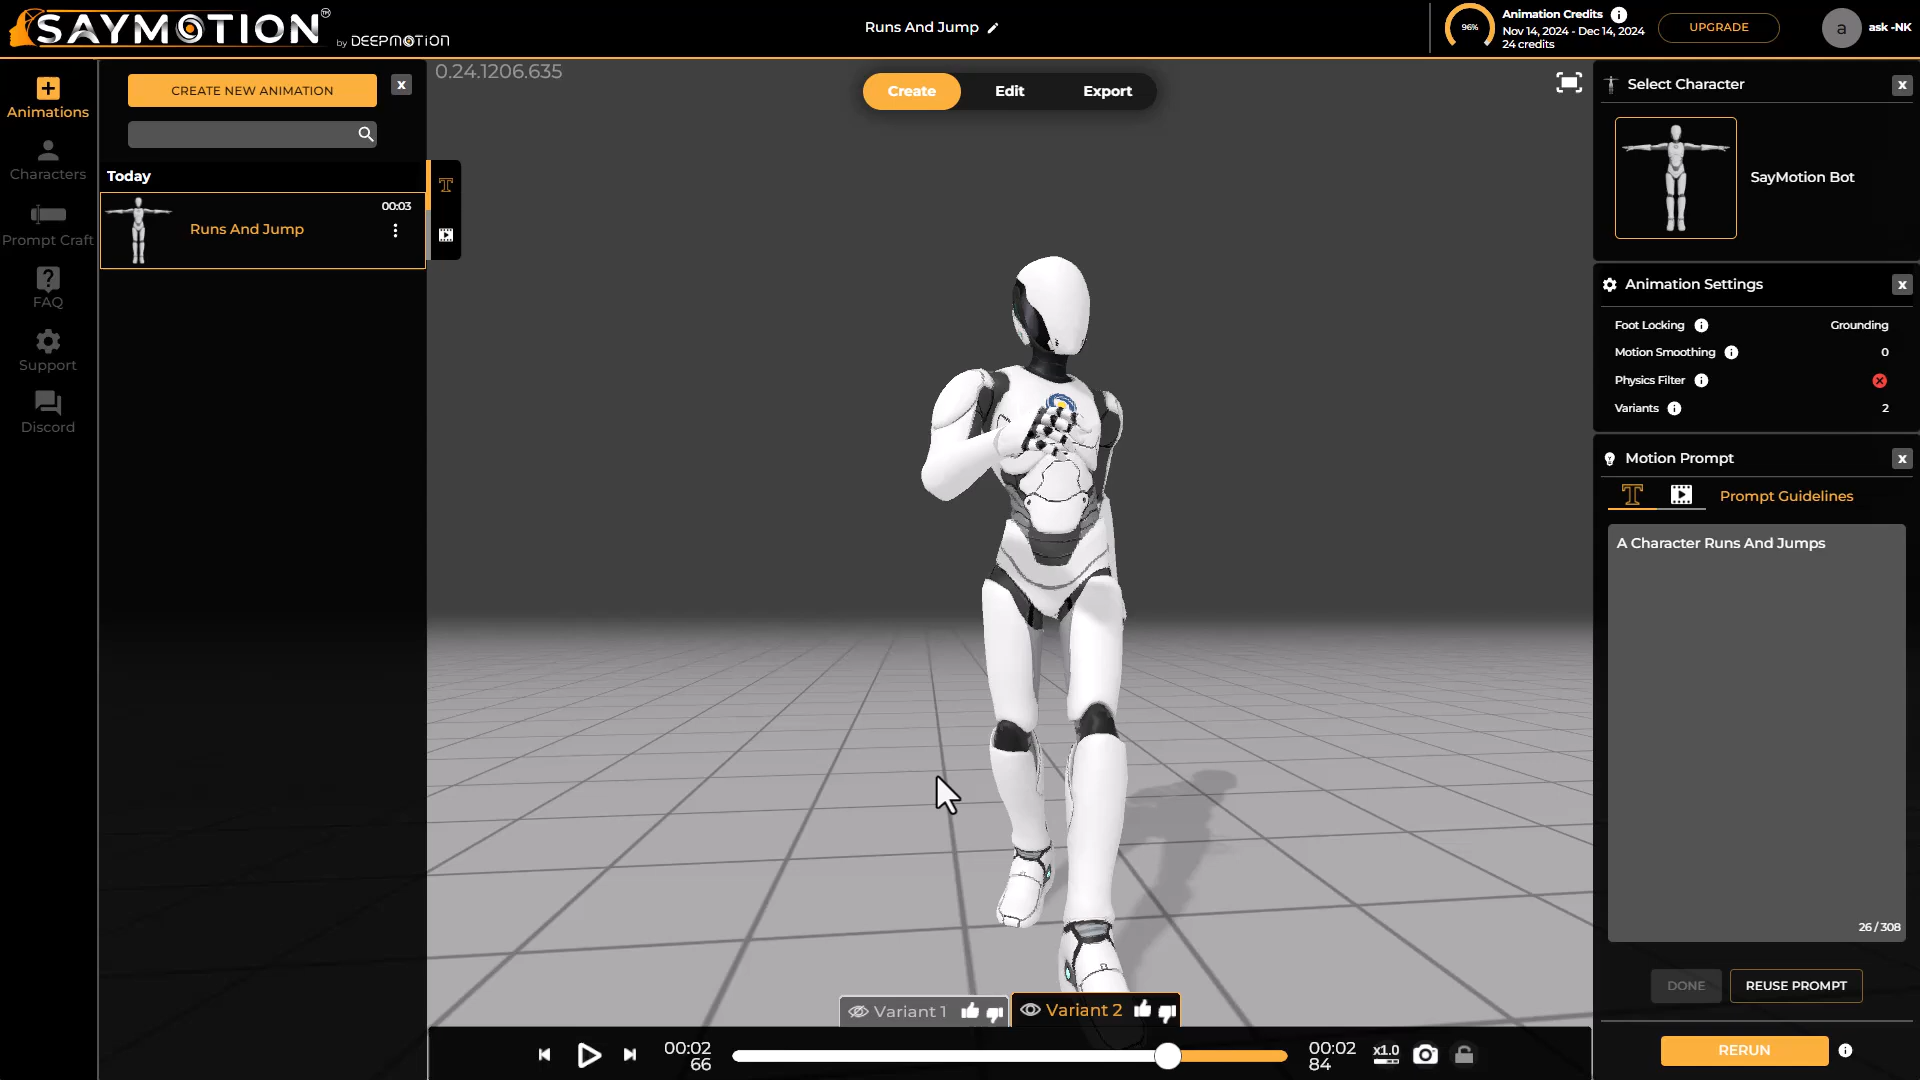 SAYMOTION™
by DEEPMOTION
Runs And Jump
96%
Animation Credits
Nov 14, 2024 - Dec 14, 2024
24 credits
UPGRADE
a
ask -NK
Animations
Characters
Prompt Craft
FAQ
Support
Discord
CREATE NEW ANIMATION
x
Today
00:03
Runs And Jump
0.24.1206.635
Create
Edit
Export
Select Character
x
SayMotion Bot
Animation Settings
x
Foot Locking
Grounding
Motion Smoothing
0
Physics Filter
Variants
2
Motion Prompt
x
Prompt Guidelines
A Character Runs And Jumps
26 / 308
DONE
REUSE PROMPT
RERUN
Variant 1
Variant 2
00:02
66
00:02
84
x1.0